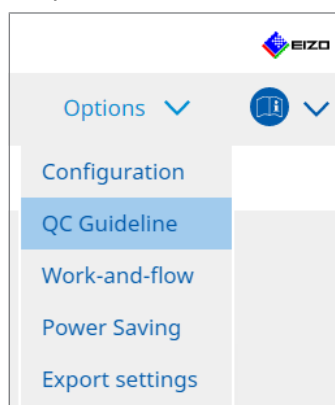 EIZO
Options
Configuration
QC Guideline
Work-and-flow
Power Saving
Export settings